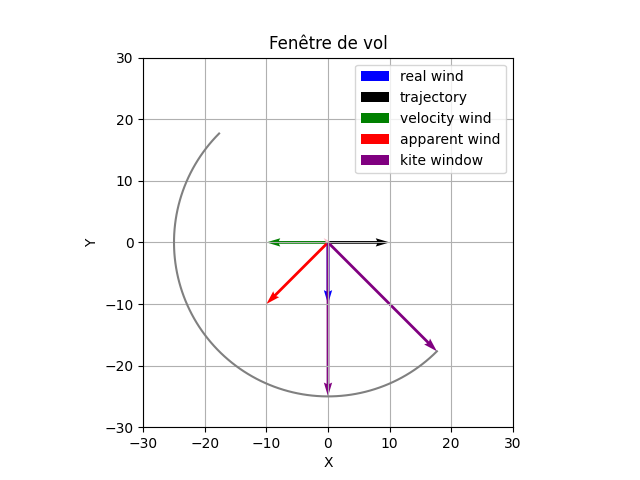 Fenêtre de vol
30
20
10
0
−10
−20
−30
Y
−30 −20 −10 0 10 20 30
X
real wind
trajectory
velocity wind
apparent wind
kite window